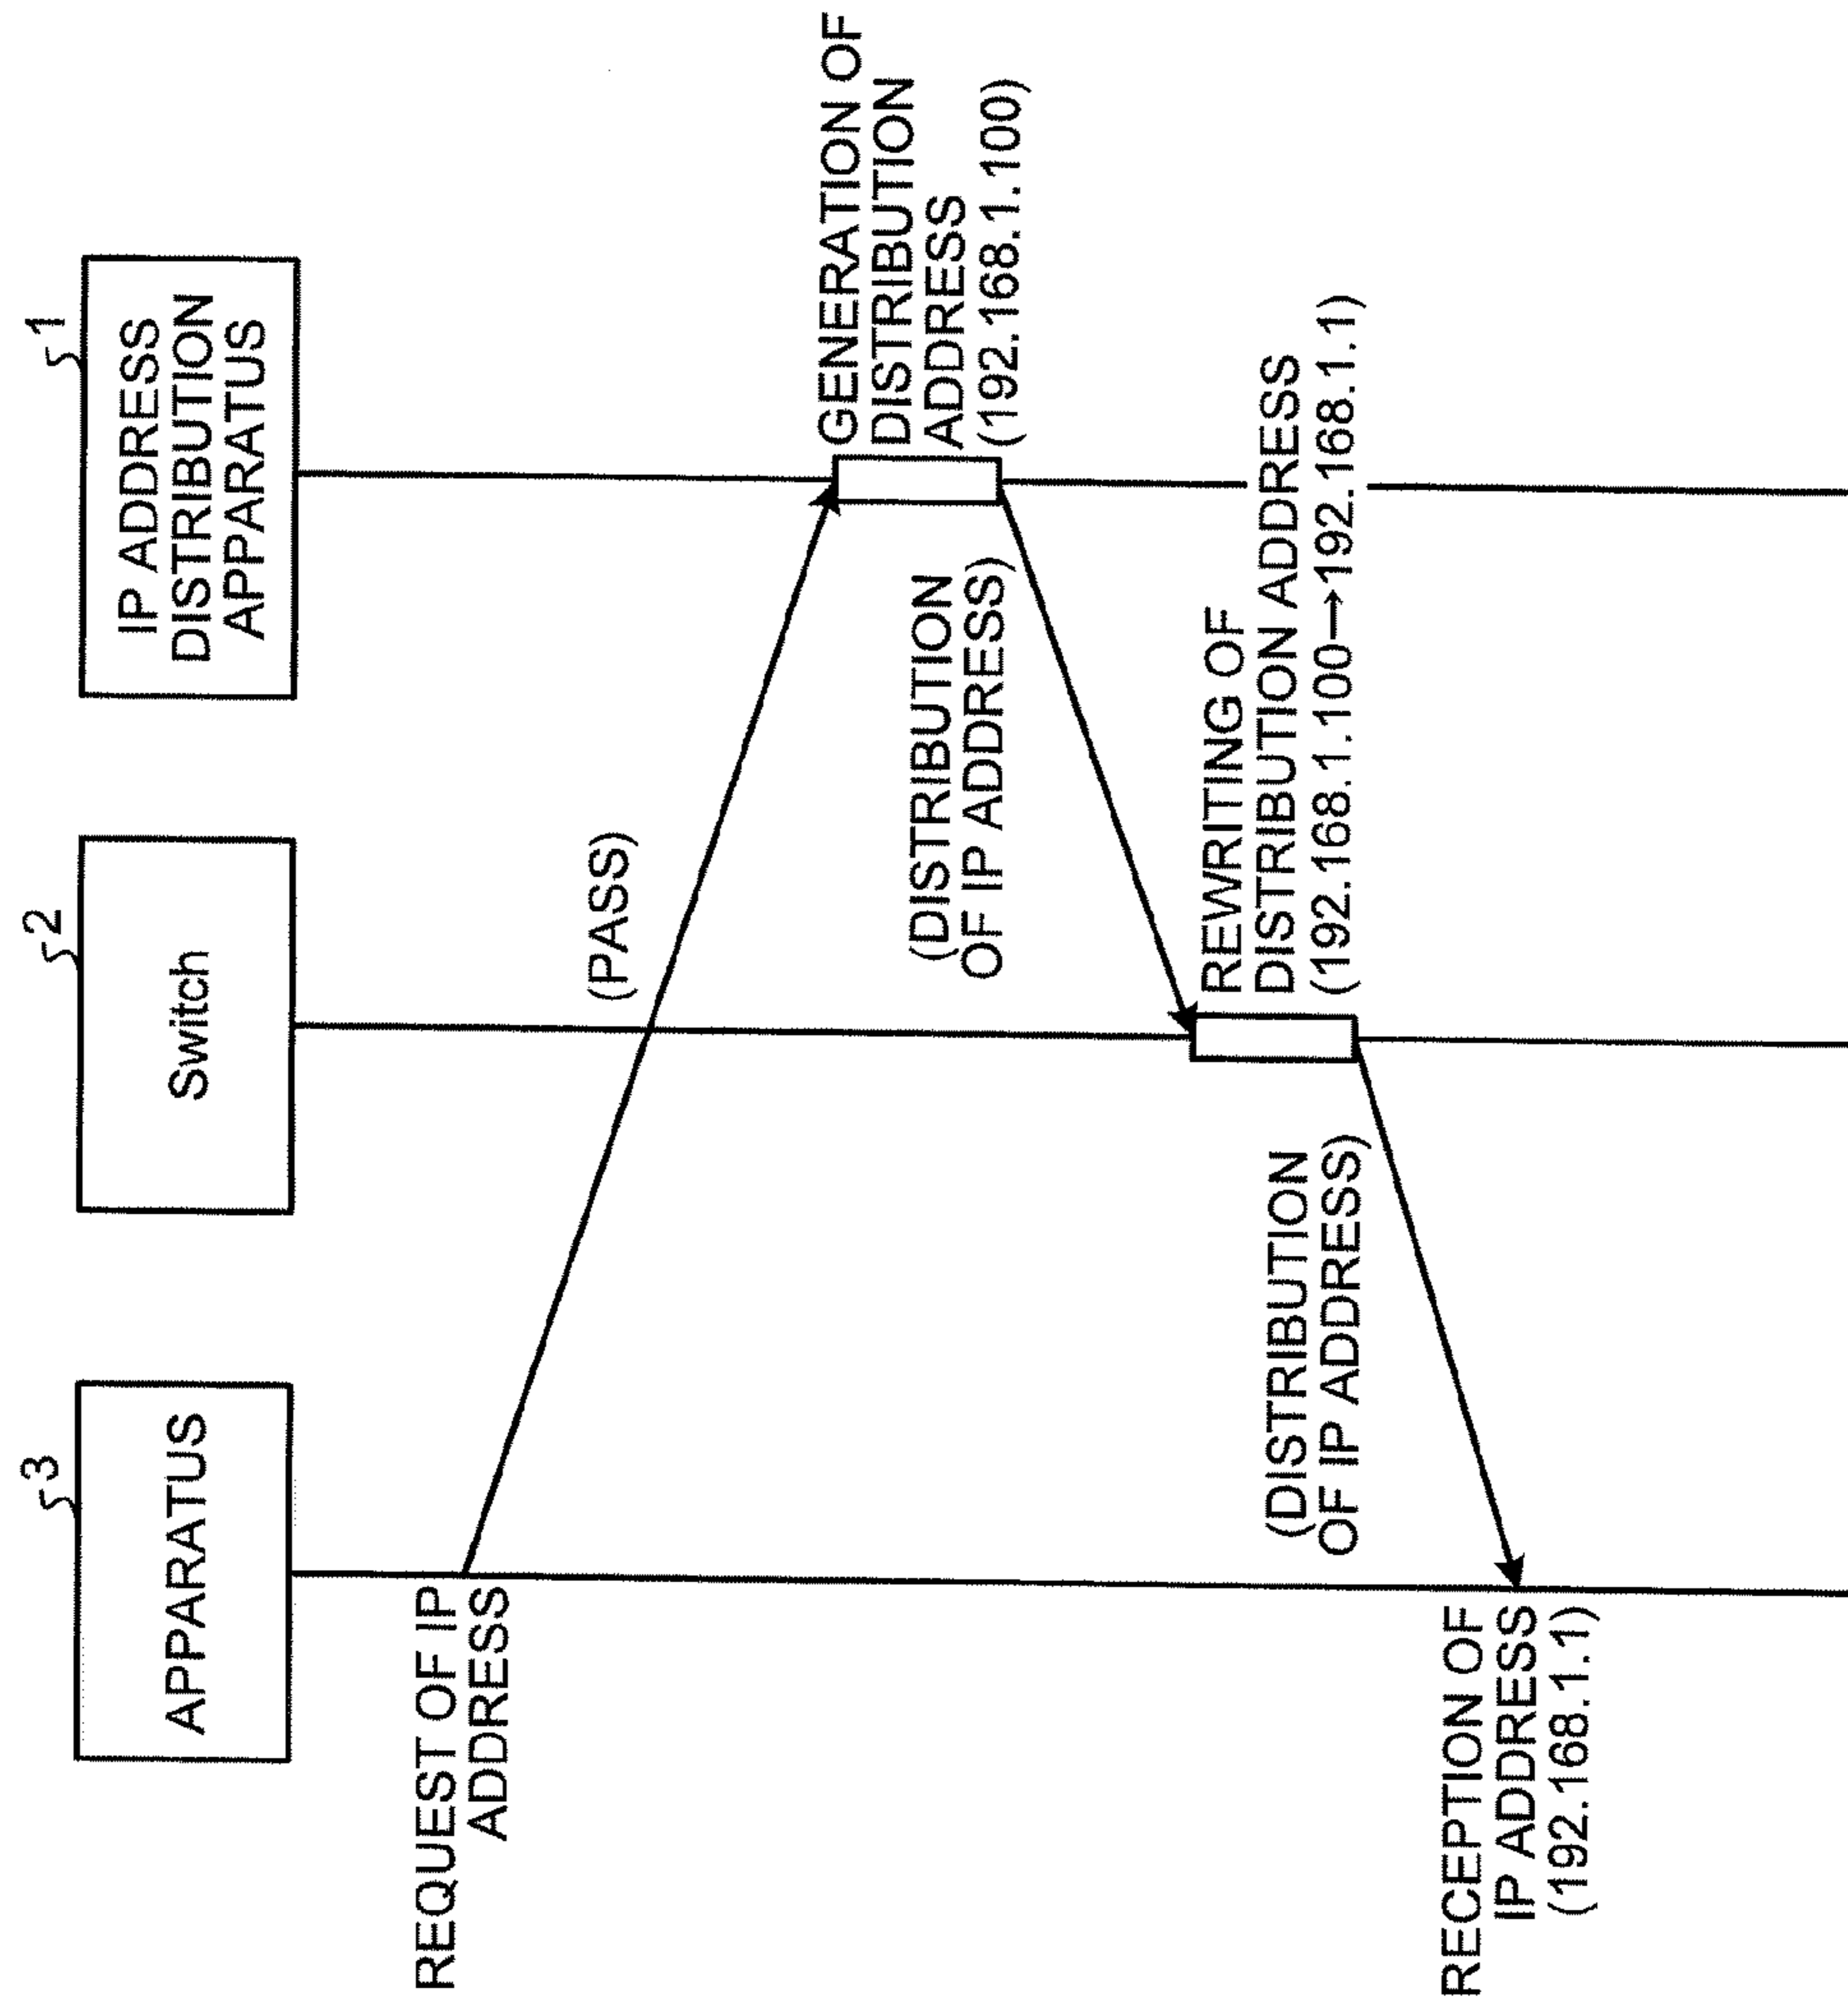 3
APPARATUS
2
Switch
1
IP ADDRESS
DISTRIBUTION
APPARATUS
REQUEST OF IP
ADDRESS
(PASS)
GENERATION OF
DISTRIBUTION
ADDRESS
(192.168.1.100)
(DISTRIBUTION
OF IP ADDRESS)
REWRITING OF
DISTRIBUTION ADDRESS
(192.168.1.100→192.168.1.1)
(DISTRIBUTION
OF IP ADDRESS)
RECEPTION OF
IP ADDRESS
(192.168.1.1)